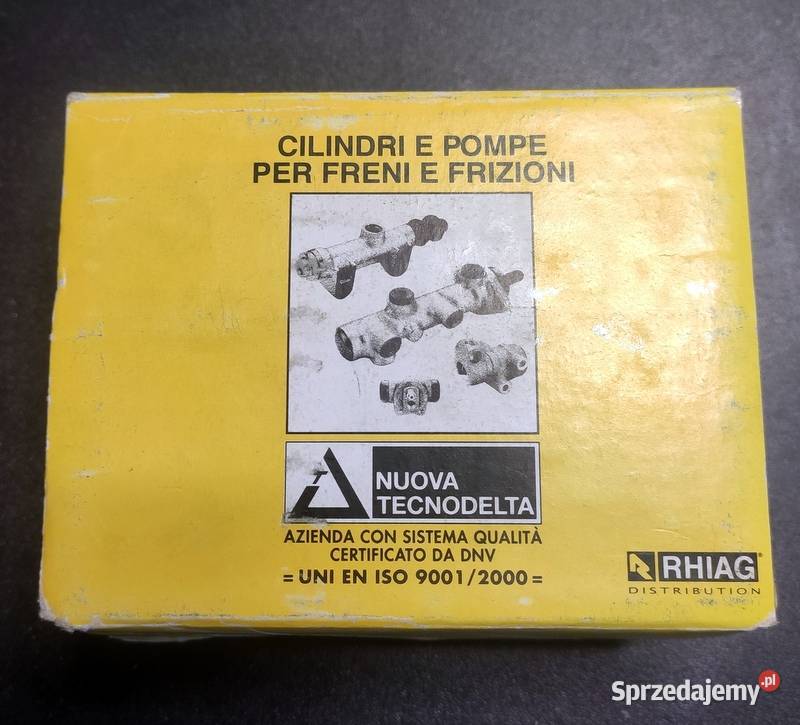 CILINDRI E POMPE
PER FRENI E FRIZIONI
NUOVA
TECNODELTA
AZIENDA CON SISTEMA QUALITÀ
CERTIFICATO DA DNV
= UNI EN ISO 9001/2000 =
RHIAG
DISTRIBUTION
Sprzedajemy.pl